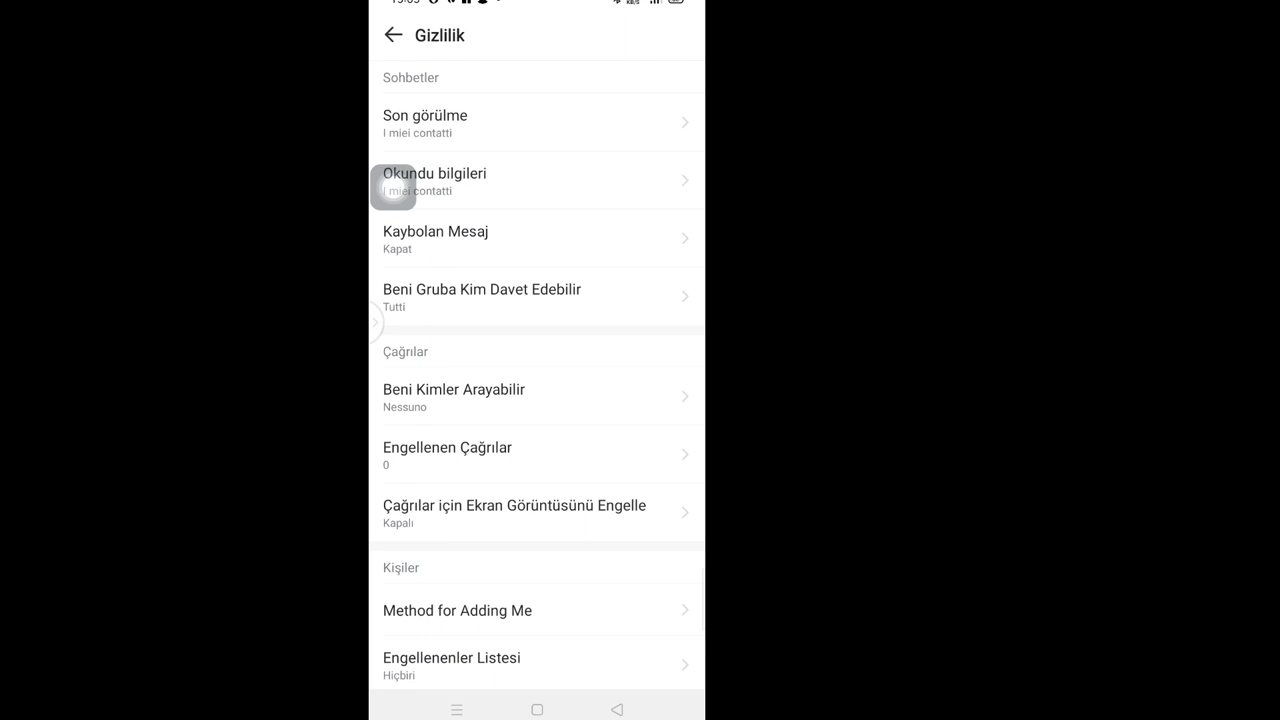 Gizlilik
Sohbetler
Son görülme
I miei contatti
Okundu bilgileri
I miei contatti
Kaybolan Mesaj
Kapat
Beni Gruba Kim Davet Edebilir
Tutti
Çağrılar
Beni Kimler Arayabilir
Nessuno
Engellenen Çağrılar
0
Çağrılar için Ekran Görüntüsünü Engelle
Kapalı
Kişiler
Method for Adding Me
Engellenenler Listesi
Hiçbiri